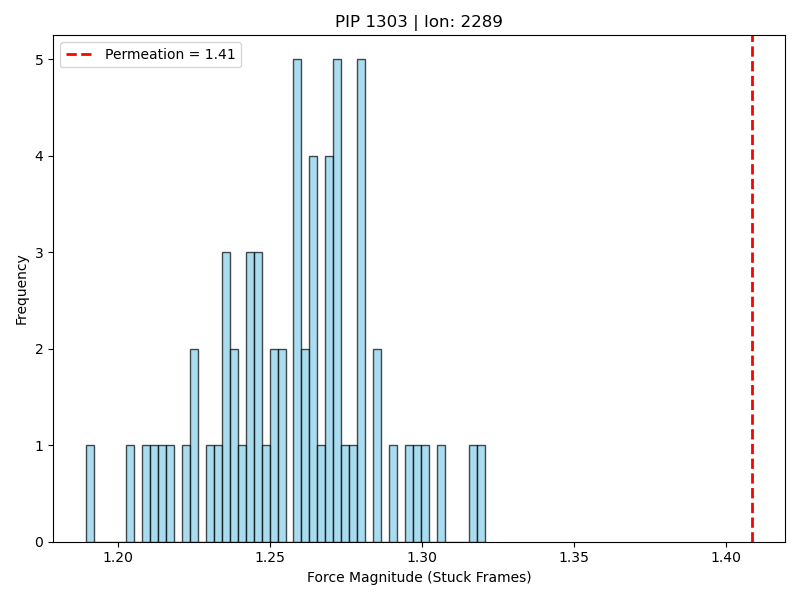 PIP 1303 | Ion: 2289
Permeation = 1.41
5
4
3
2
1
0
Frequency
1.20
1.25
1.30
1.35
1.40
Force Magnitude (Stuck Frames)